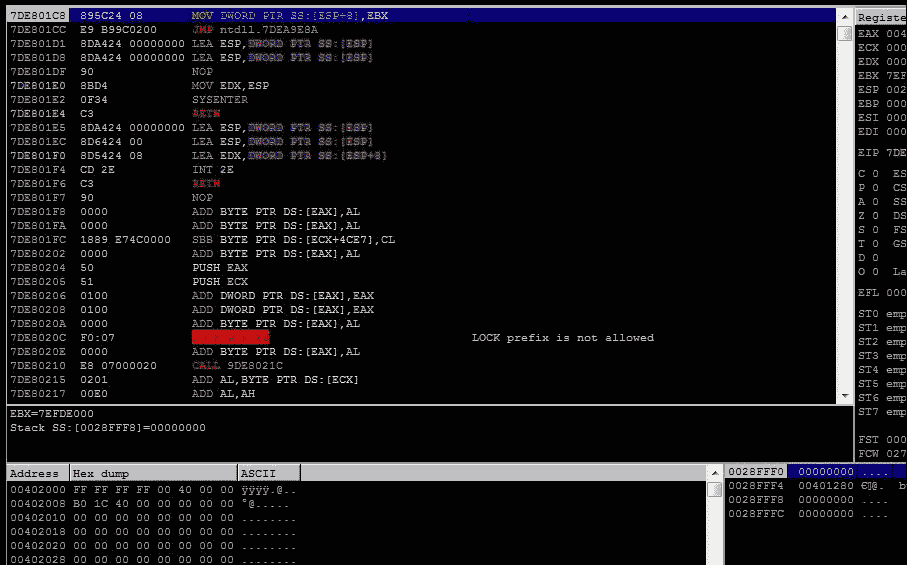 7DE801C8 895C24 08 MOV DWORD PTR SS:[ESP+8],EBX
7DE801CC E9 B99C0200 JMP ntdll.7DEA9E8A
7DE801D1 8DA424 00000000 LEA ESP,DWORD PTR SS:[ESP]
7DE801D8 8DA424 00000000 LEA ESP,DWORD PTR SS:[ESP]
7DE801DF 90 NOP
7DE801E0 8BD4 MOV EDX,ESP
7DE801E2 0F34 SYSENTER
7DE801E4 C3 RETN
7DE801E5 8DA424 00000000 LEA ESP,DWORD PTR SS:[ESP]
7DE801EC 8D6424 00 LEA ESP,DWORD PTR SS:[ESP]
7DE801F0 8D5424 08 LEA EDX,DWORD PTR SS:[ESP+8]
7DE801F4 CD 2E INT 2E
7DE801F6 C3 RETN
7DE801F7 90 NOP
7DE801F8 0000 ADD BYTE PTR DS:[EAX],AL
7DE801FA 0000 ADD BYTE PTR DS:[EAX],AL
7DE801FC 1889 E74C0000 SBB BYTE PTR DS:[ECX+4CE7],CL
7DE80202 0000 ADD BYTE PTR DS:[EAX],AL
7DE80204 50 PUSH EAX
7DE80205 51 PUSH ECX
7DE80206 0100 ADD DWORD PTR DS:[EAX],EAX
7DE80208 0100 ADD DWORD PTR DS:[EAX],EAX
7DE8020A 0000 ADD BYTE PTR DS:[EAX],AL
7DE8020C F0:07 LOCK prefix is not allowed
7DE8020E 0000 ADD BYTE PTR DS:[EAX],AL
7DE80210 E8 07000020 CALL 9DE8021C
7DE80215 0201 ADD AL,BYTE PTR DS:[ECX]
7DE80217 00E0 ADD AL,AH
EBX=7EFDE000
Stack SS:[0028FFF8]=00000000
Registe
EAX 004
ECX 000
EDX 000
EBX 7EF
ESP 002
EBP 000
ESI 000
EDI 000
EIP 7DE
C 0 ES
P 0 CS
A 0 SS
Z 0 DS
S 0 FS
T 0 GS
D 0
O 0 La
EFL 000
ST0 emp
ST1 emp
ST2 emp
ST3 emp
ST4 emp
ST5 emp
ST6 emp
ST7 emp
FST 000
FCW 027
Address Hex dump ASCII
00402000 FF FF FF FF 00 40 00 00 ÿÿÿÿ.@..
00402008 B0 1C 40 00 00 00 00 00 °@.....
00402010 00 00 00 00 00 00 00 00 ........
00402018 00 00 00 00 00 00 00 00 ........
00402020 00 00 00 00 00 00 00 00 ........
00402028 00 00 00 00 00 00 00 00 ........
0028FFF0 00000000 ....
0028FFF4 00401280 @.
0028FFF8 00000000 ....
0028FFFC 00000000 ....